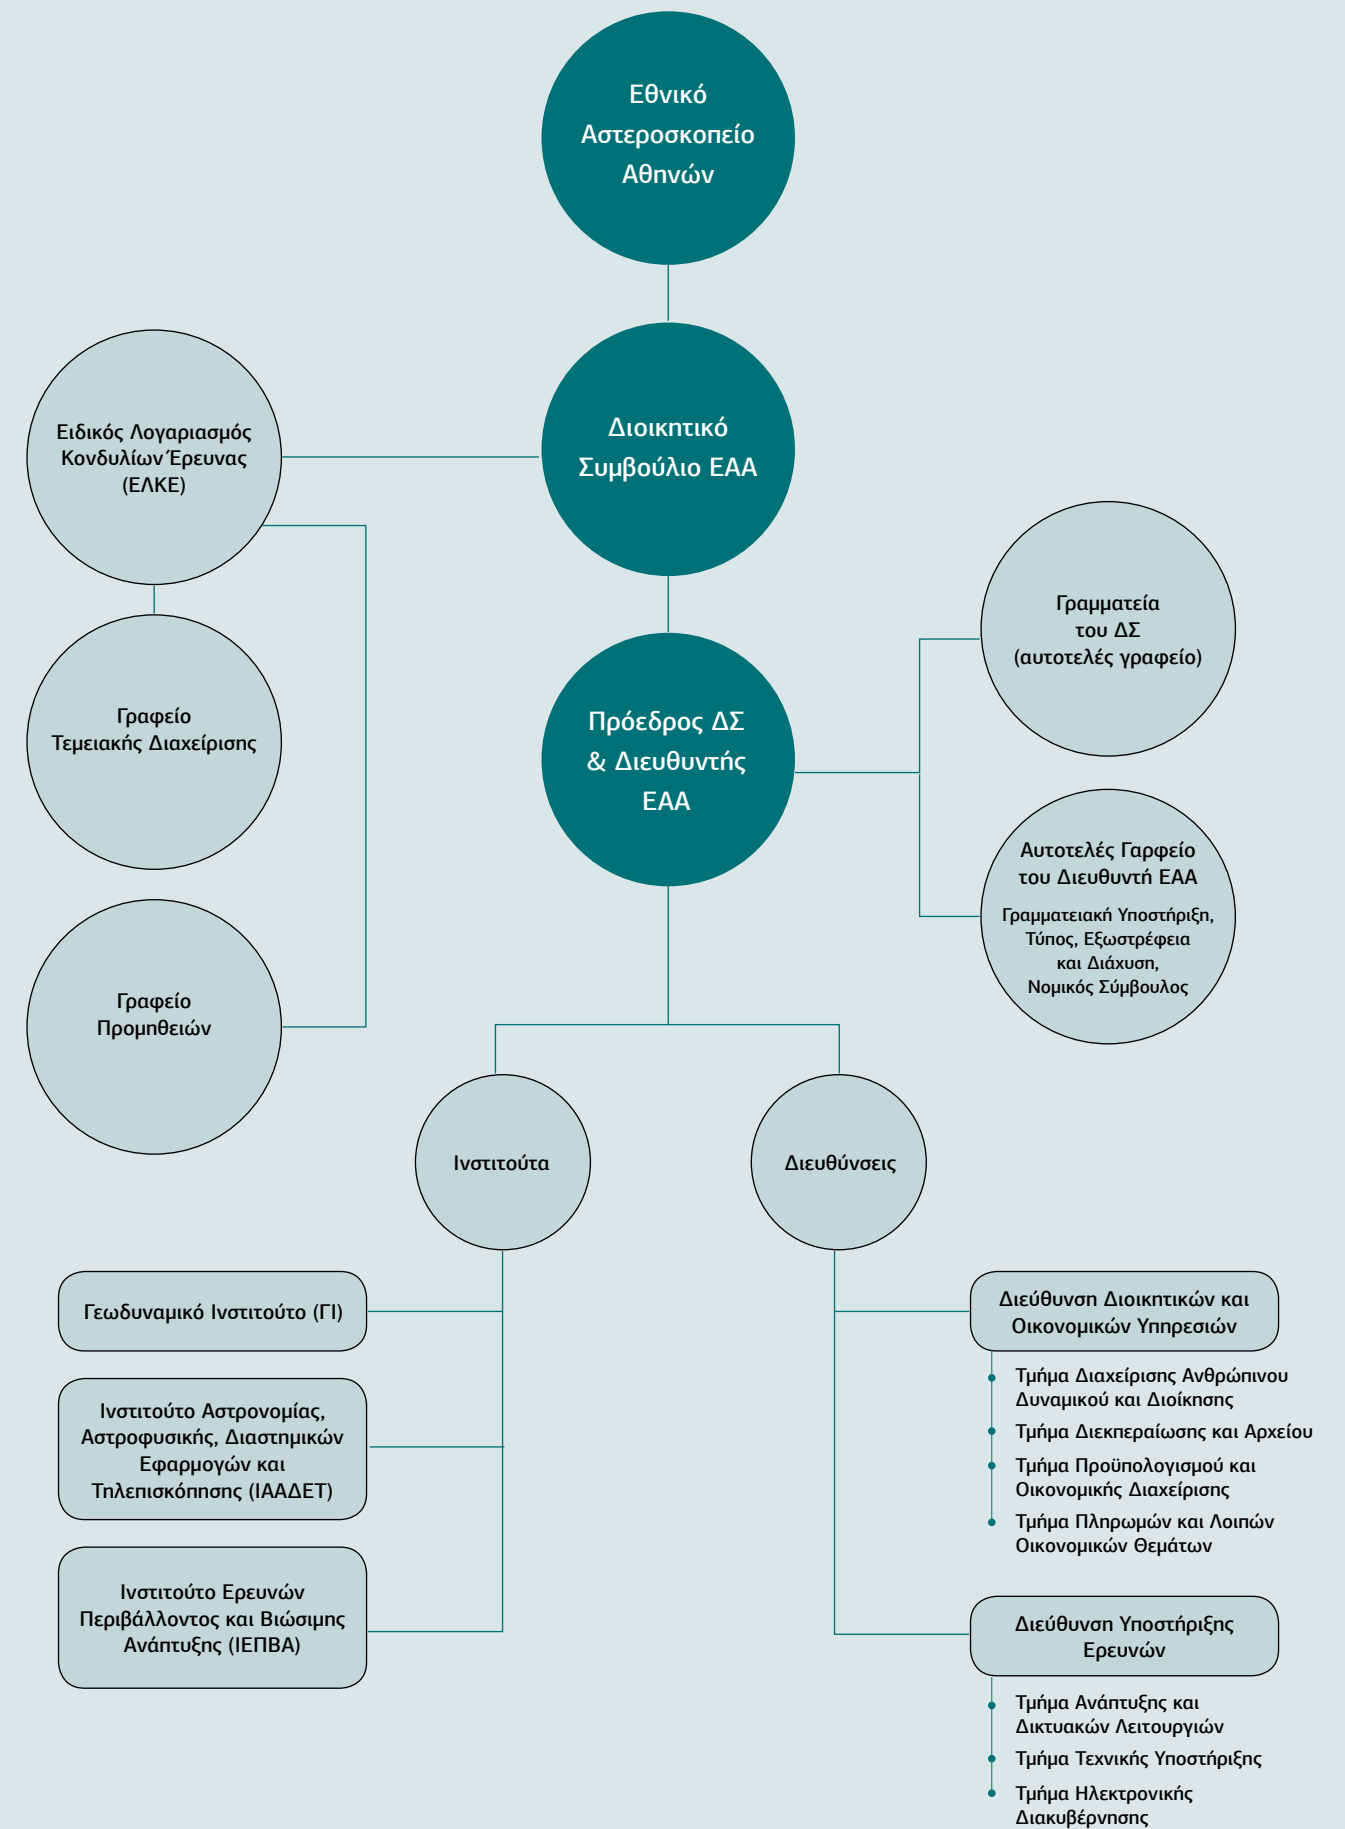 Εθνικό
Αστεροσκοπείο
Αθηνών
Διοικητικό
Συμβούλιο ΕΑΑ
Ειδικός Λογαριασμός
Κονδυλίων Έρευνας
(ΕΛΚΕ)
Γραφείο
Τεμειακής Διαχείρισης
Γραφείο
Προμηθειών
Πρόεδρος ΔΣ
& Διευθυντής
ΕΑΑ
Γραμματεία
του ΔΣ
(αυτοτελές γραφείο)
Αυτοτελές Γαρφείο
του Διευθυντή ΕΑΑ
Γραμματειακή Υποστήριξη,
Τύπος, Εξωστρέφεια
και Διάχυση,
Νομικός Σύμβουλος
Ινστιτούτα
Διευθύνσεις
Γεωδυναμικό Ινστιτούτο (ΓΙ)
Ινστιτούτο Αστρονομίας,
Αστροφυσικής, Διαστημικών
Εφαρμογών και
Τηλεπισκόπησης (ΙΑΑΔΕΤ)
Ινστιτούτο Ερευνών
Περιβάλλοντος και Βιώσιμης
Ανάπτυξης (ΙΕΠΒΑ)
Διεύθυνση Διοικητικών και
Οικονομικών Υπηρεσιών
Τμήμα Διαχείρισης Ανθρώπινου
Δυναμικού και Διοίκησης
Τμήμα Διεκπεραίωσης και Αρχείου
Τμήμα Προϋπολογισμού και
Οικονομικής Διαχείρισης
Τμήμα Πληρωμών και Λοιπών
Οικονομικών Θεμάτων
Διεύθυνση Υποστήριξης
Ερευνών
Τμήμα Ανάπτυξης και
Δικτυακών Λειτουργιών
Τμήμα Τεχνικής Υποστήριξης
Τμήμα Ηλεκτρονικής
Διακυβέρνησης